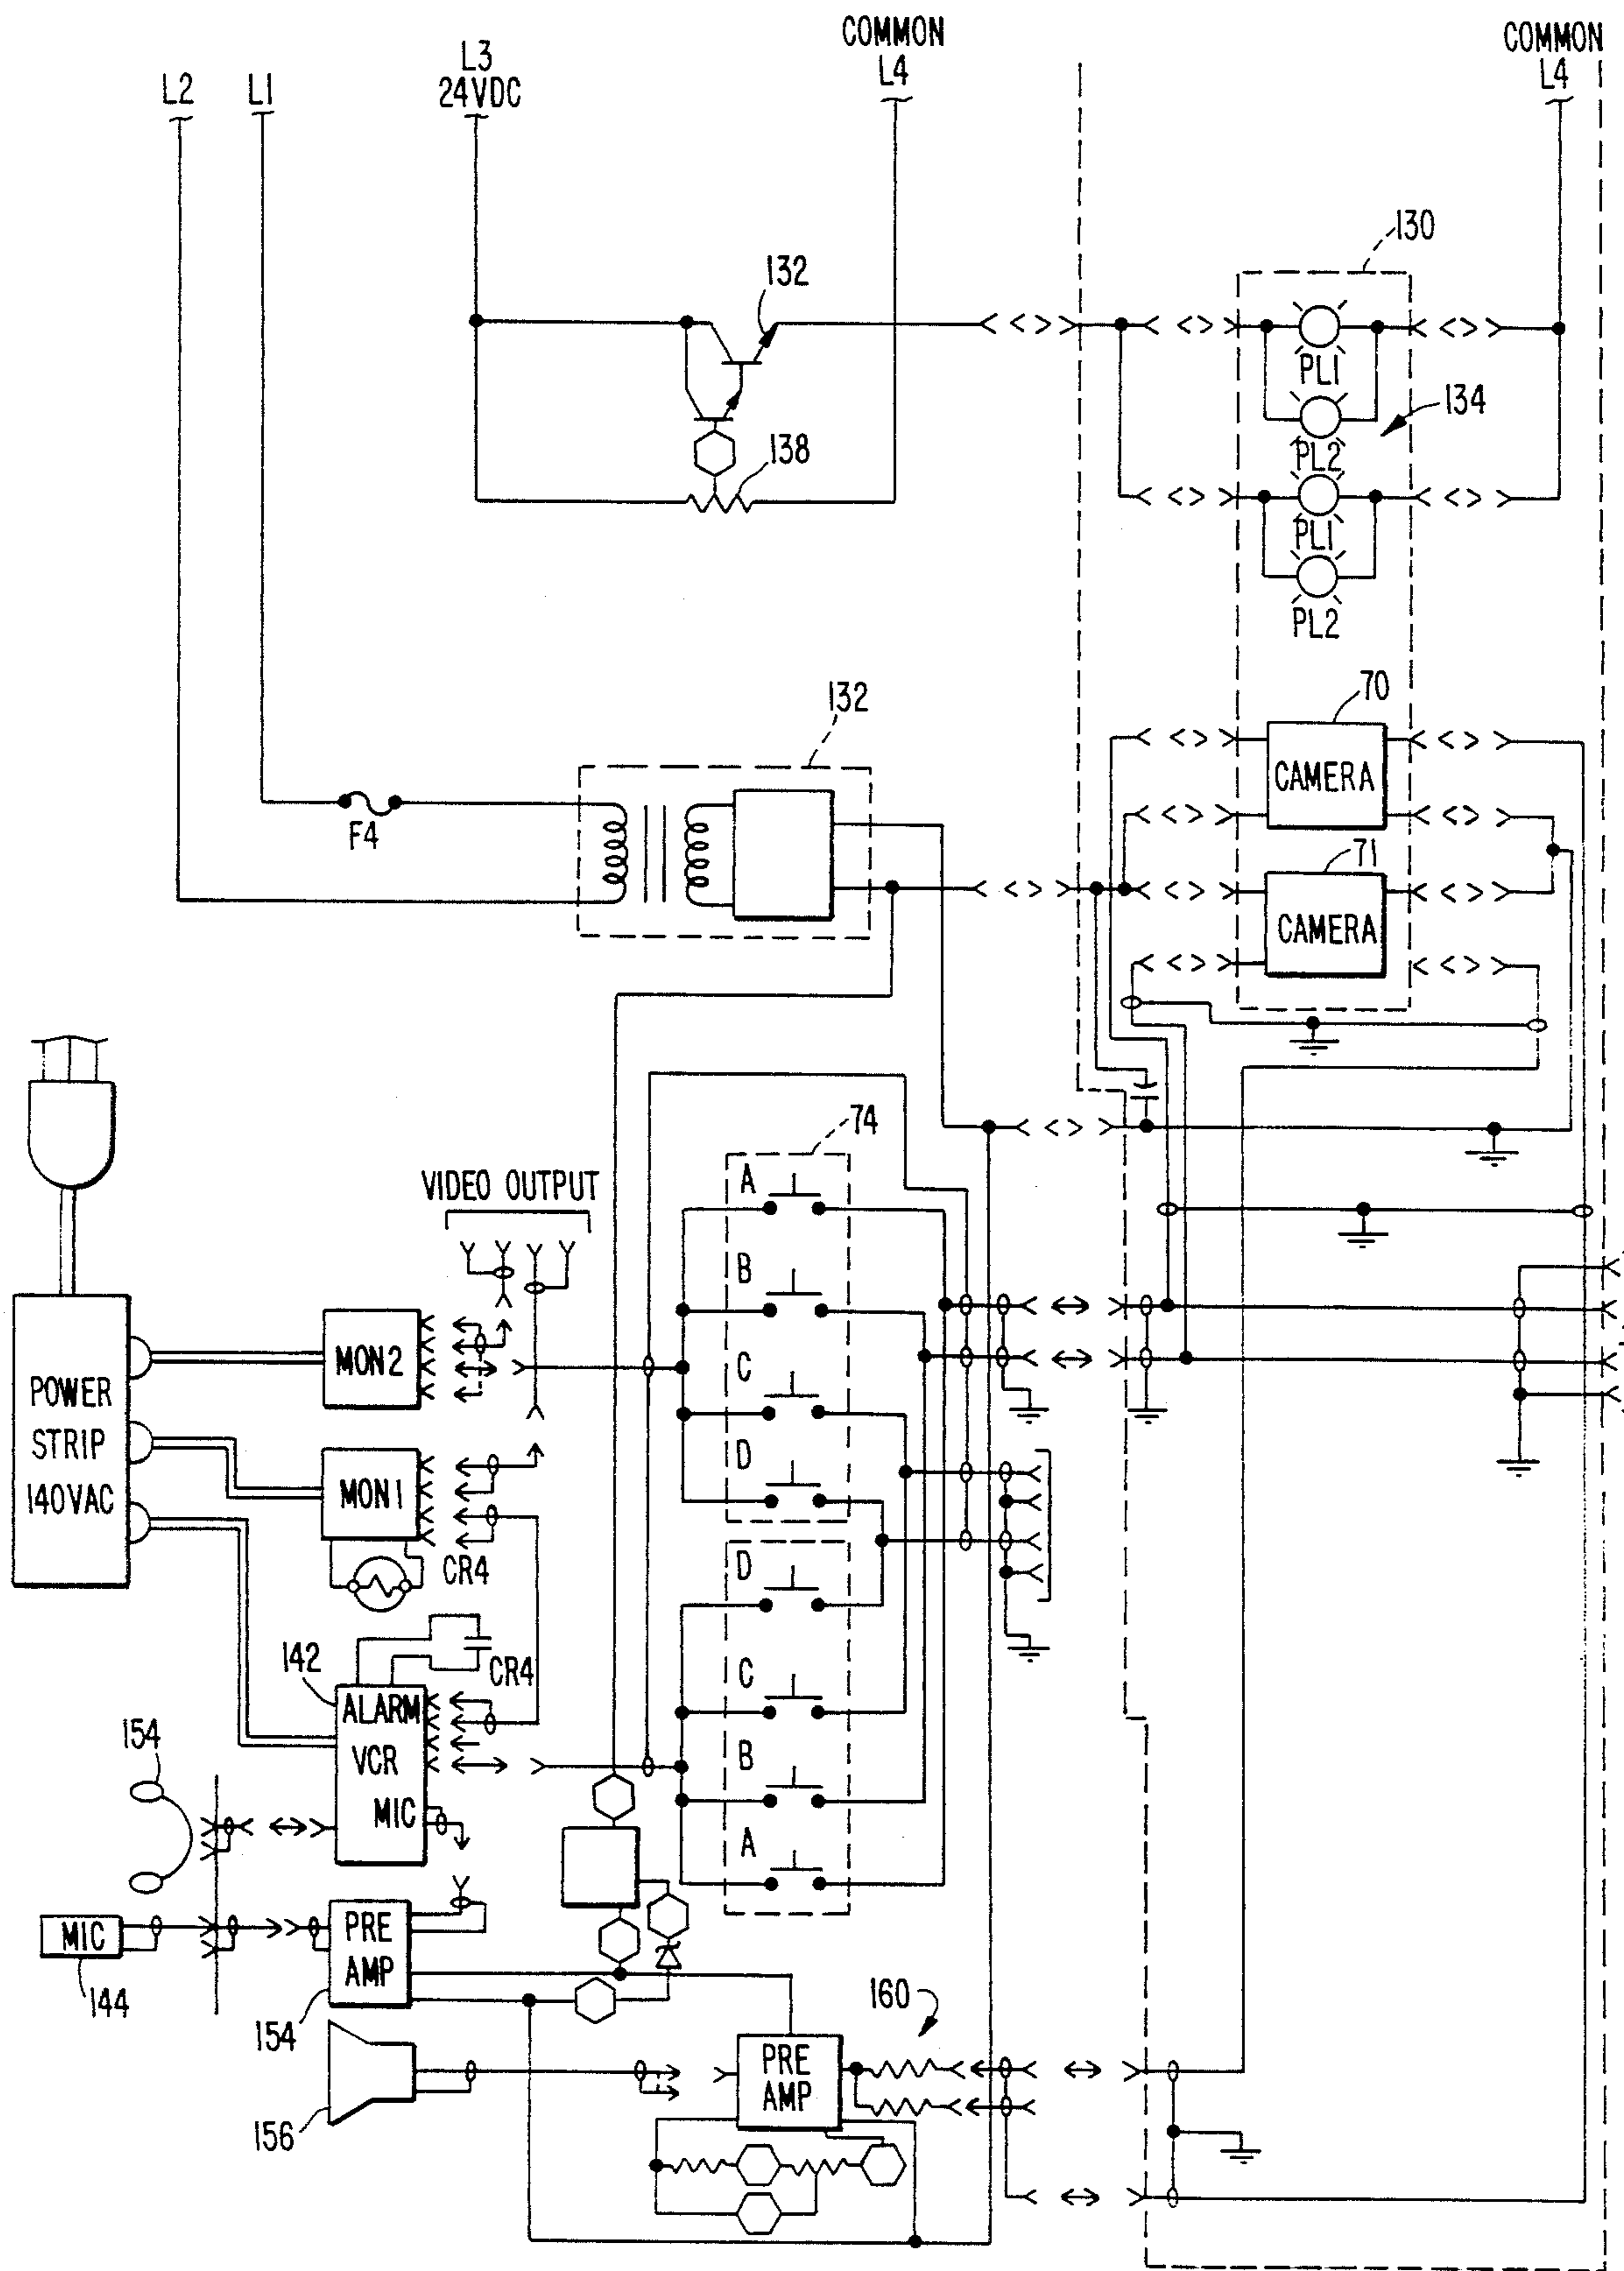 COMMON
L4
COMMON
L4
L3
24VDC
L2
L1
130
132
PL1
134
138
PL2
PL1
PL2
132
70
CAMERA
F4
71
CAMERA
74
VIDEO OUTPUT
A
B
MON2
C
POWER
STRIP
140VAC
D
MON1
CR4
D
142
CR4
C
ALARM
154
VCR
B
MIC
A
PRE
AMP
MIC
144
154
160
PRE
AMP
156